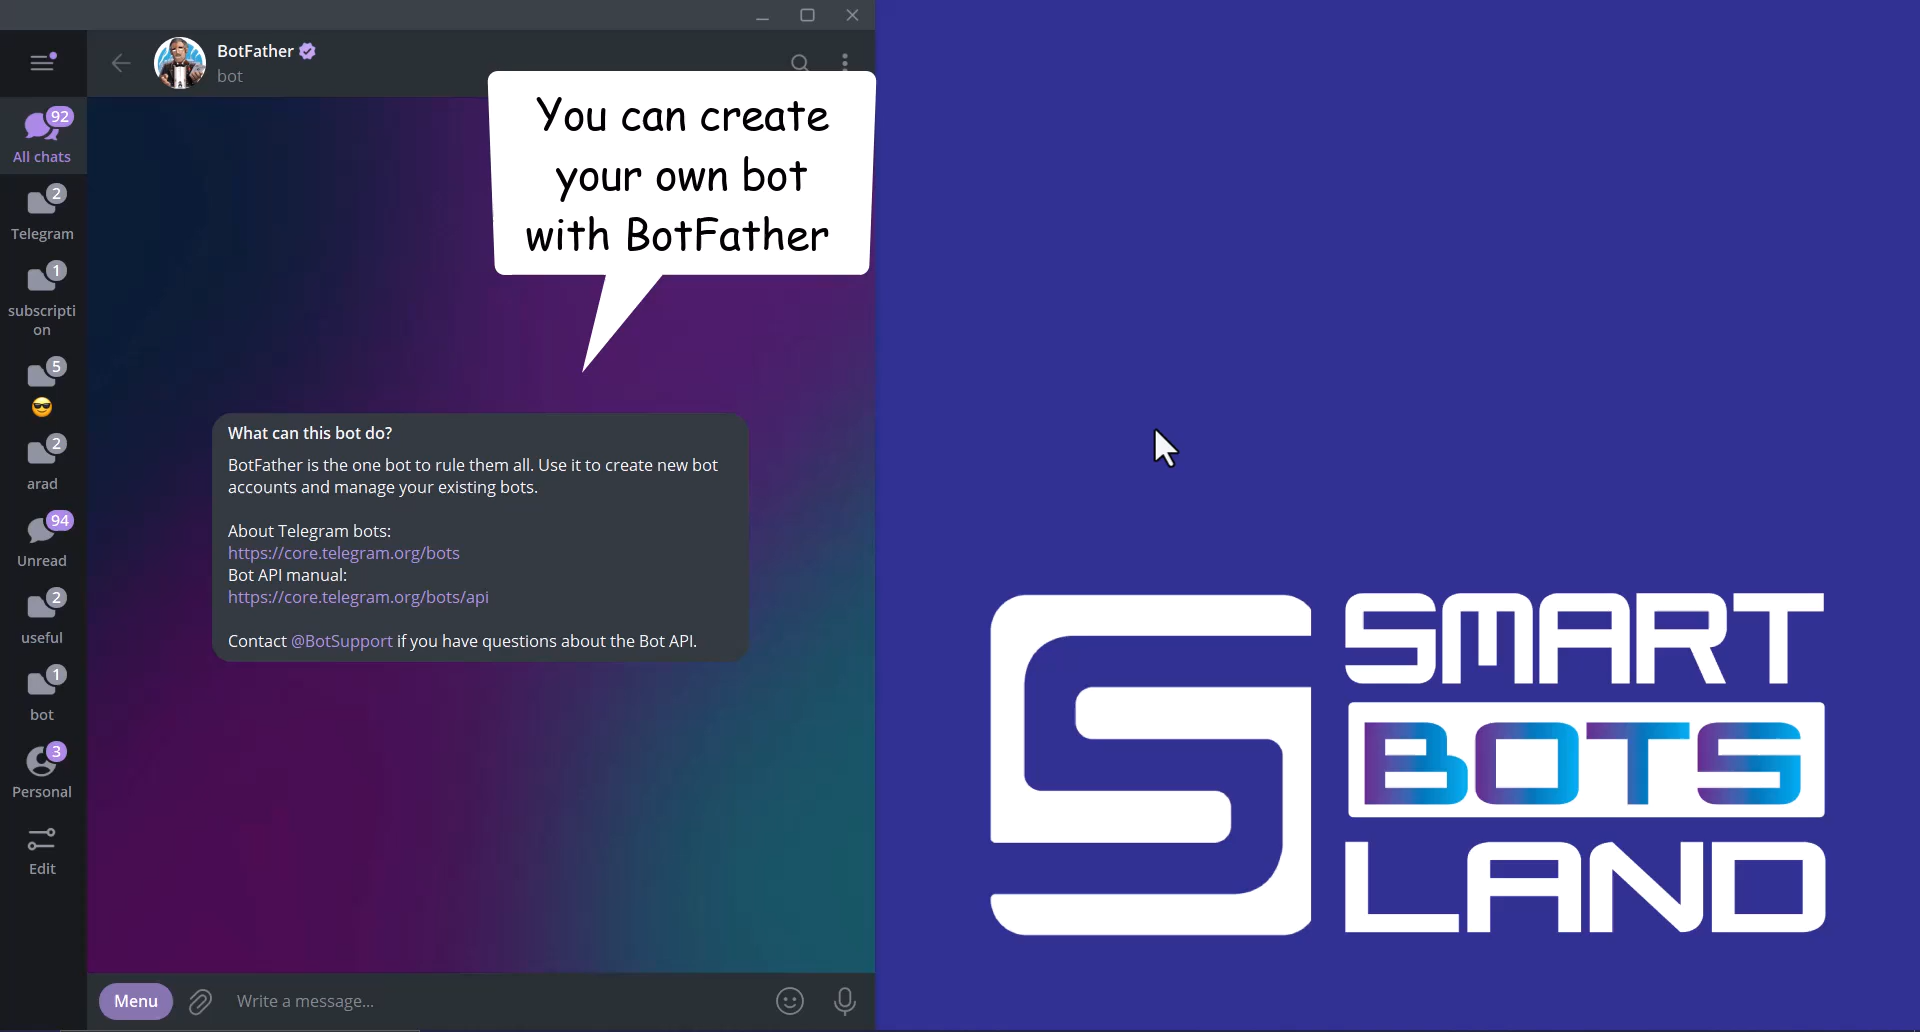 BotFather
bot
92
All chats
2
Telegram
1
subscripti
on
5
2
arad
94
Unread
2
useful
1
bot
3
Personal
Edit
You can create
your own bot
with BotFather
What can this bot do?
BotFather is the one bot to rule them all. Use it to create new bot
accounts and manage your existing bots.
About Telegram bots:
https://core.telegram.org/bots
Bot API manual:
https://core.telegram.org/bots/api
Contact @BotSupport if you have questions about the Bot API.
Menu
Write a message...
SMART
BOTS
LAND